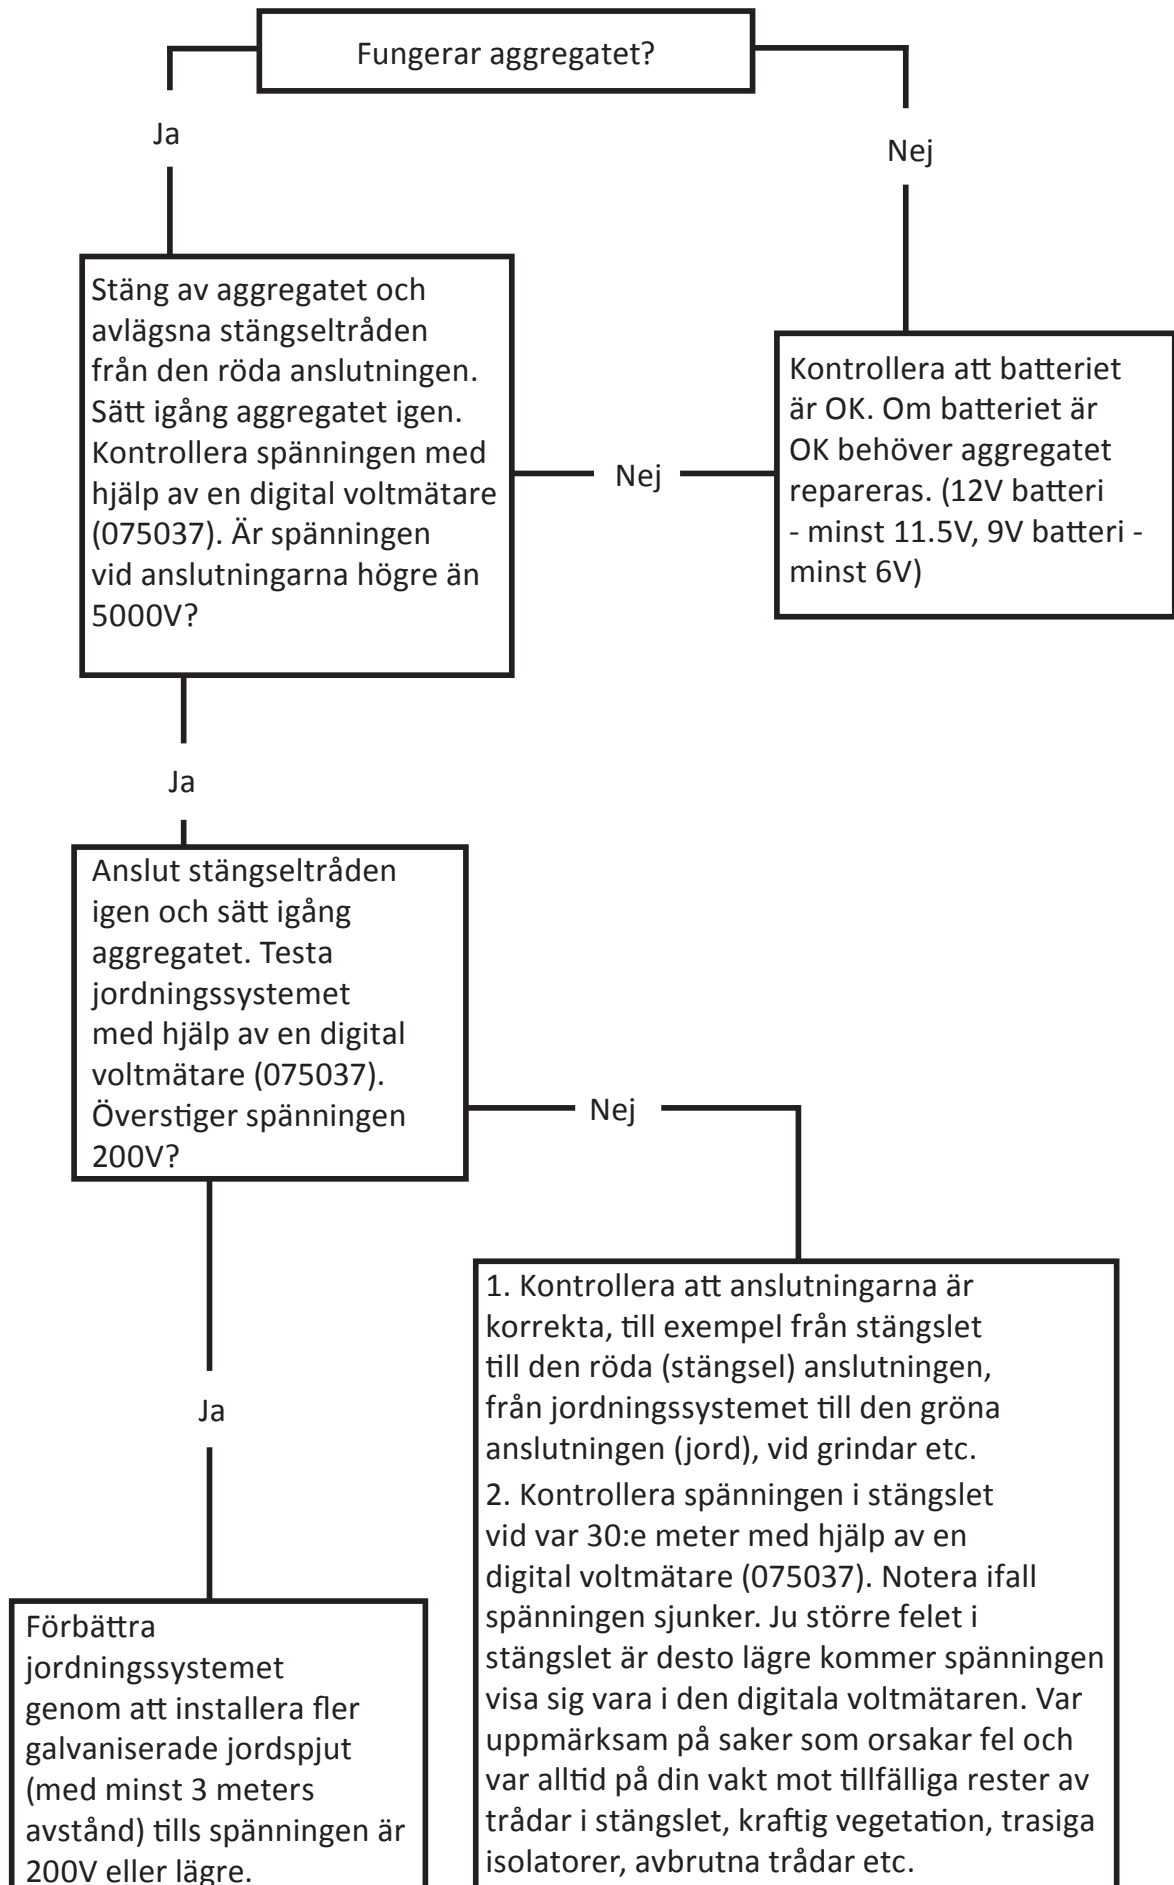 Fungerar aggregatet?
Ja
Nej
Stäng av aggregatet och
avlägsna stängseltråden
från den röda anslutningen.
Sätt igång aggregatet igen.
Kontrollera spänningen med
hjälp av en digital voltmätare
(075037). Är spänningen
vid anslutningarna högre än
5000V?
Nej
Kontrollera att batteriet
är OK. Om batteriet är
OK behöver aggregatet
repareras. (12V batteri
- minst 11.5V, 9V batteri -
minst 6V)
Ja
Anslut stängseltråden
igen och sätt igång
aggregatet. Testa
jordningssystemet
med hjälp av en digital
voltmätare (075037).
Överstiger spänningen
200V?
Nej
Ja
1. Kontrollera att anslutningarna är
korrekta, till exempel från stängslet
till den röda (stängsel) anslutningen,
från jordningssystemet till den gröna
anslutningen (jord), vid grindar etc.
2. Kontrollera spänningen i stängslet
vid var 30:e meter med hjälp av en
digital voltmätare (075037). Notera ifall
spänningen sjunker. Ju större felet i
stängslet är desto lägre kommer spänningen
visa sig vara i den digitala voltmätaren. Var
uppmärksam på saker som orsakar fel och
var alltid på din vakt mot tillfälliga rester av
trådar i stängslet, kraftig vegetation, trasiga
isolatorer, avbrutna trådar etc.
Förbättra
jordningssystemet
genom att installera fler
galvaniserade jordspjut
(med minst 3 meters
avstånd) tills spänningen är
200V eller lägre.